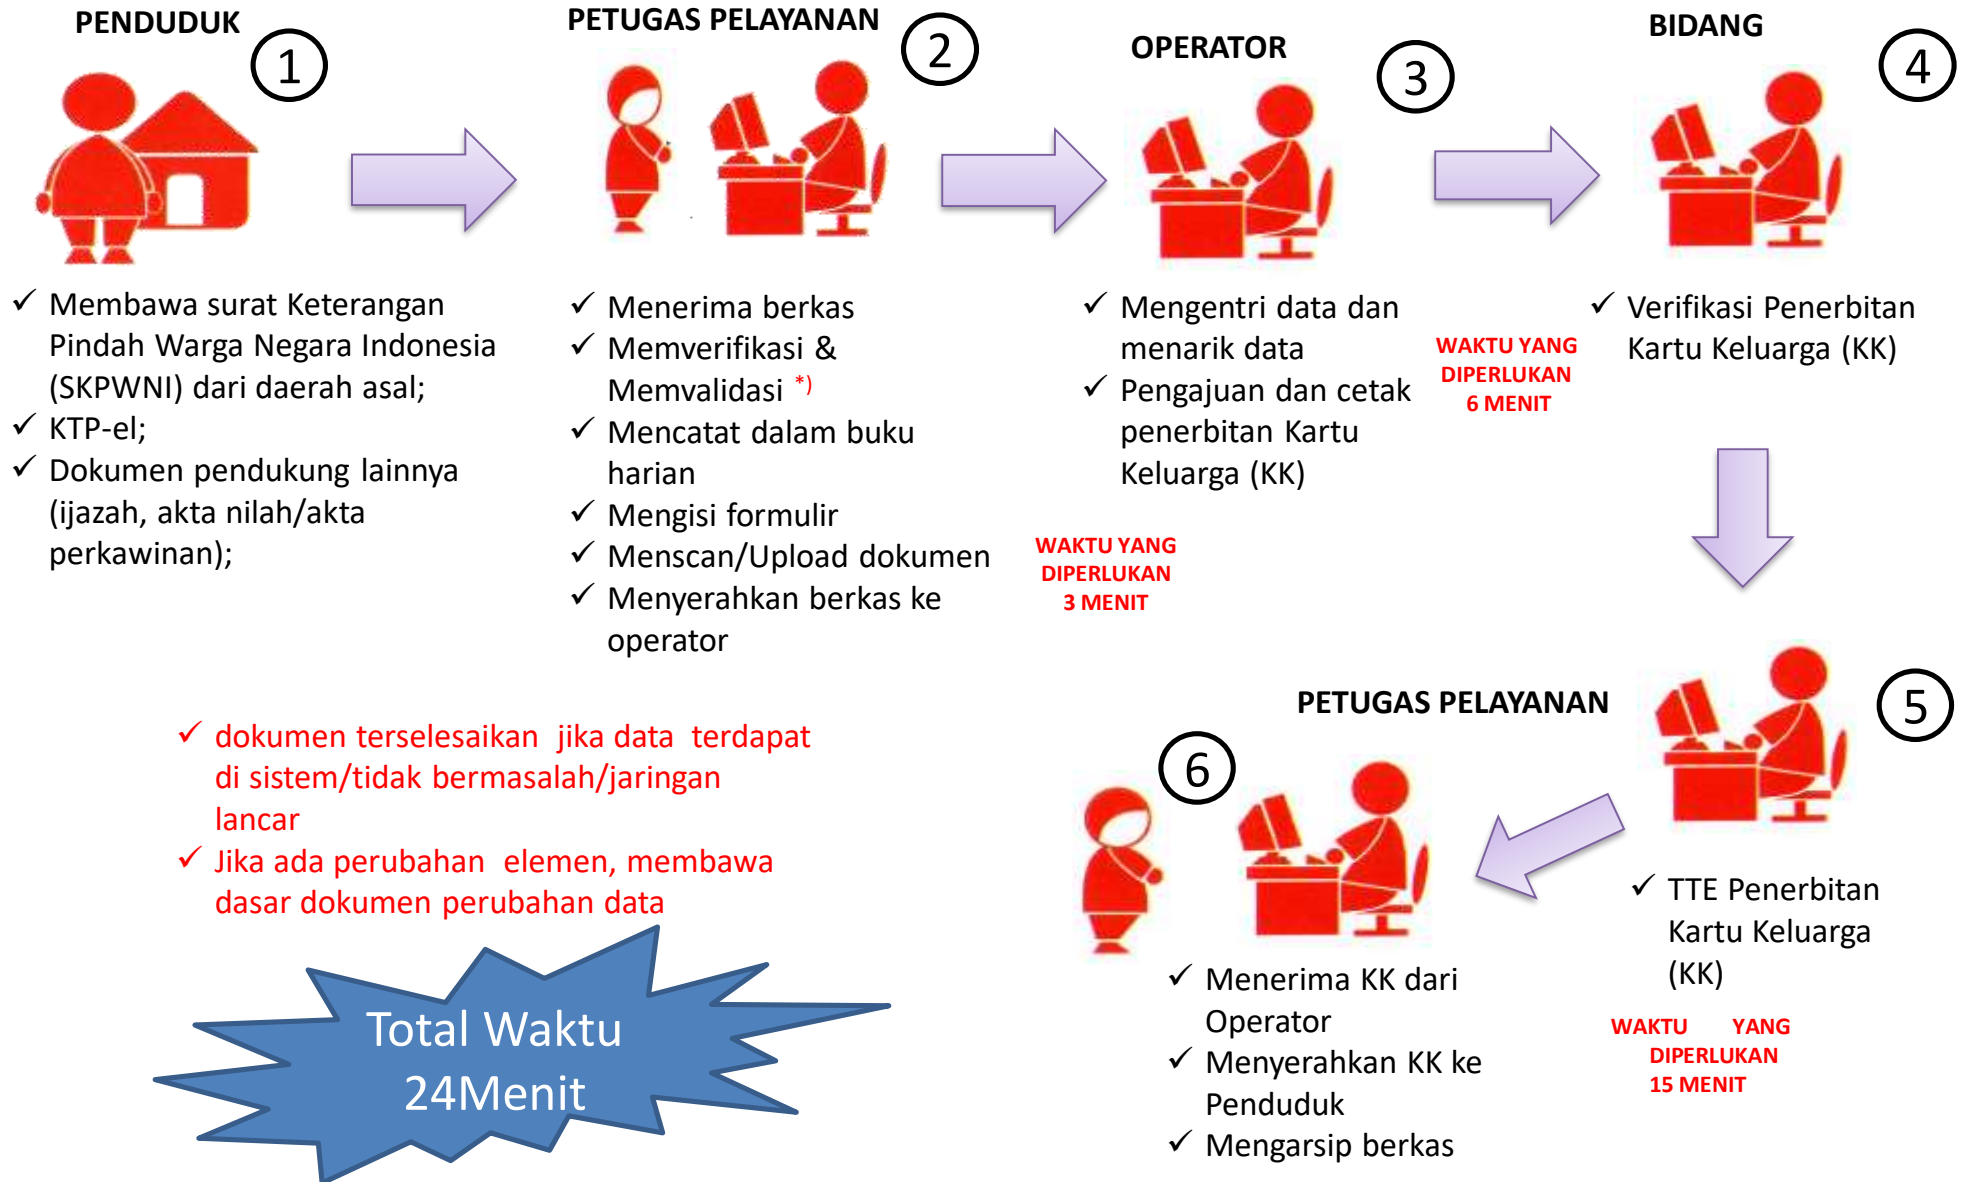 PENDUDUK
1
Membawa surat Keterangan
Pindah Warga Negara Indonesia
(SKPWNI) dari daerah asal;
KTP-el;
Dokumen pendukung lainnya
(ijazah, akta nilah/akta
perkawinan);
PETUGAS PELAYANAN
2
Menerima berkas
Memverifikasi &
Memvalidasi *)
Mencatat dalam buku
harian
Mengisi formulir
Menscan/Upload dokumen
Menyerahkan berkas ke
operator
WAKTU YANG
DIPERLUKAN
3 MENIT
OPERATOR
3
Mengentri data dan
menarik data
Pengajuan dan cetak
penerbitan Kartu
Keluarga (KK)
WAKTU YANG
DIPERLUKAN
6 MENIT
BIDANG
4
Verifikasi Penerbitan
Kartu Keluarga (KK)
5
TTE Penerbitan
Kartu Keluarga
(KK)
WAKTU YANG
DIPERLUKAN
15 MENIT
PETUGAS PELAYANAN
6
Menerima KK dari
Operator
Menyerahkan KK ke
Penduduk
Mengarsip berkas
dokumen terselesaikan jika data terdapat
di sistem/tidak bermasalah/jaringan
lancar
Jika ada perubahan elemen, membawa
dasar dokumen perubahan data
Total Waktu
24Menit